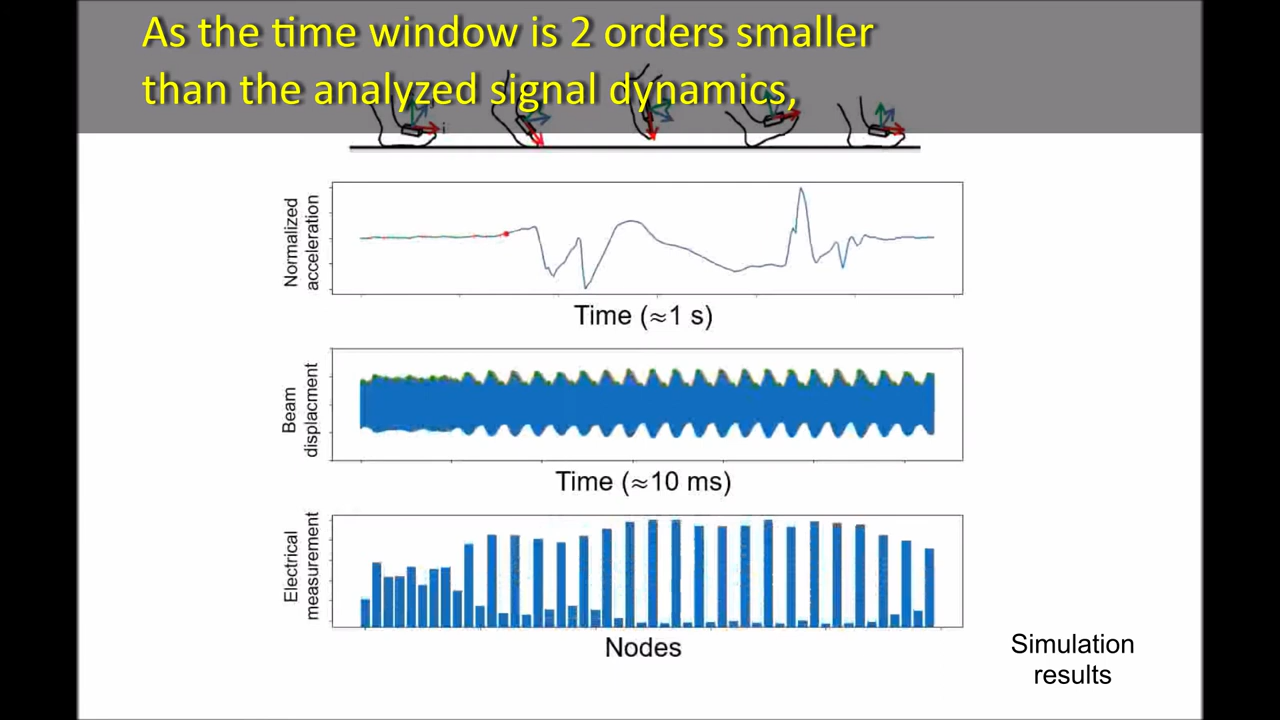 As the time window is 2 orders smaller
than the analyzed signal dynamics,
Normalized
acceleration
Time (≈1 s)
Beam
displacment
Time (≈10 ms)
Electrical
measurement
Nodes
Simulation
results